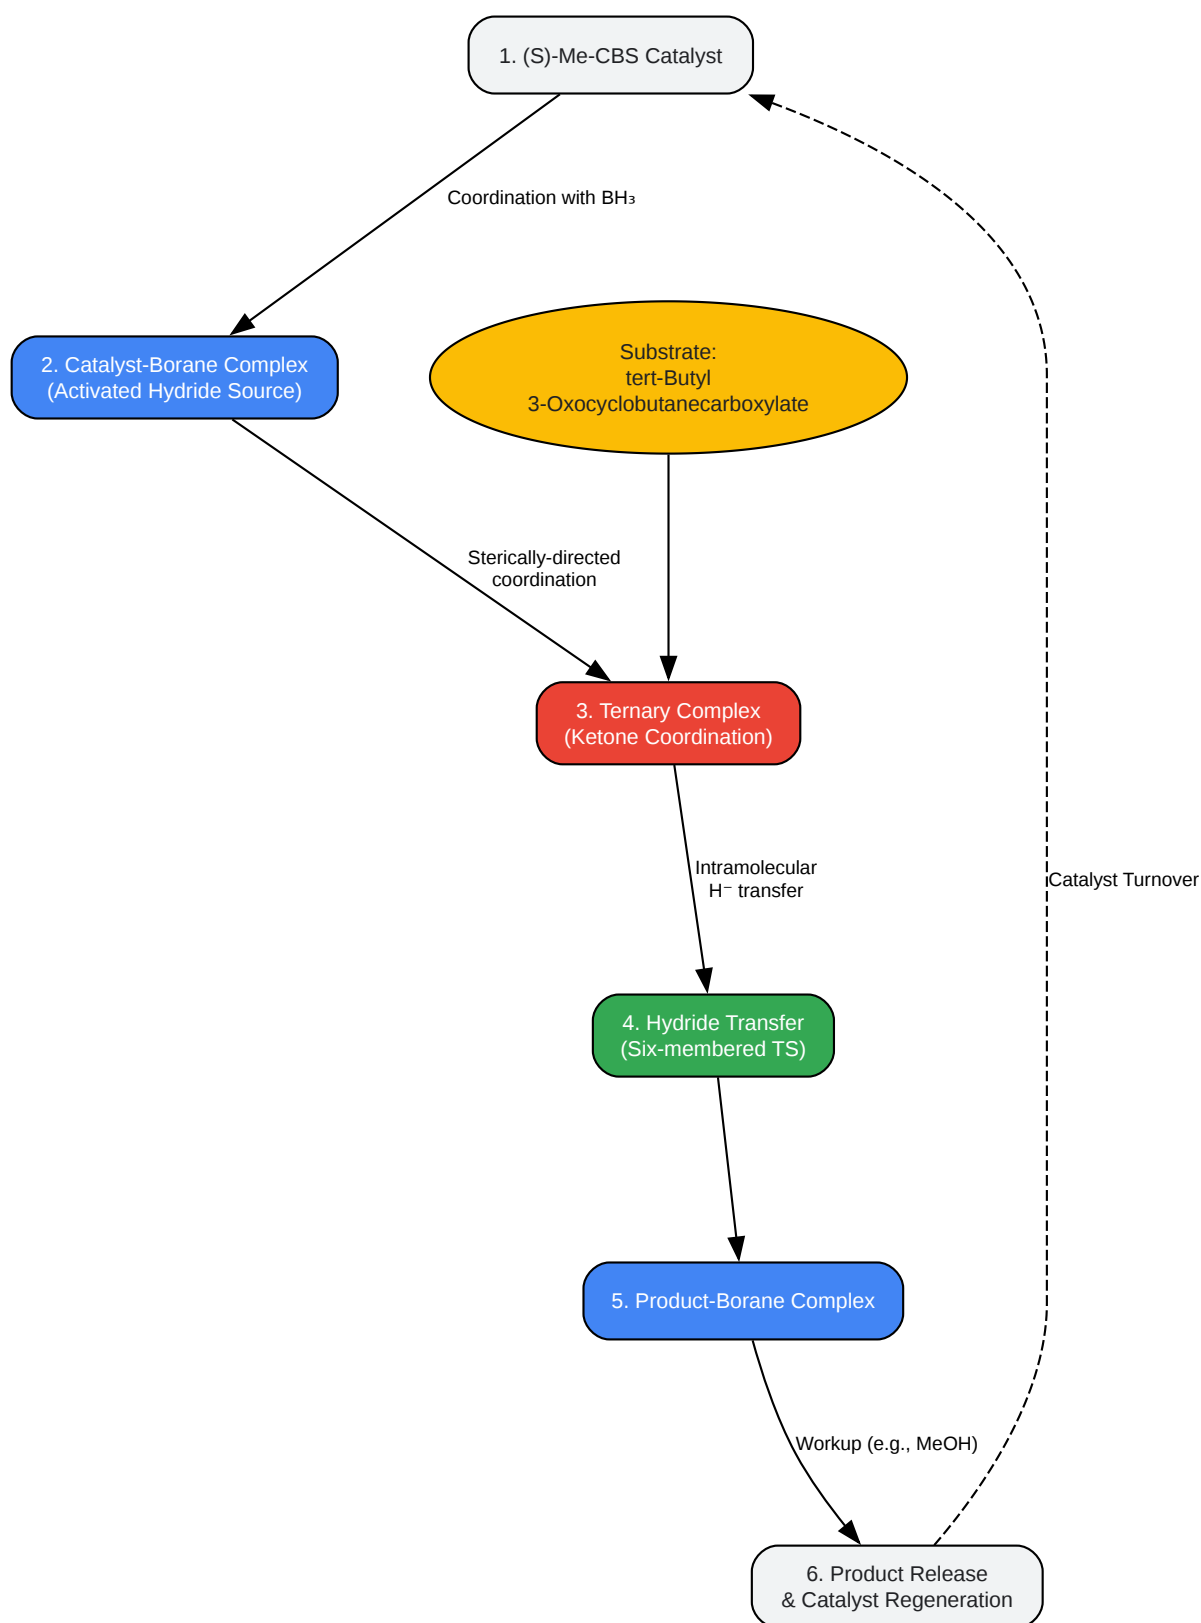 1. (S)-Me-CBS Catalyst
Coordination with BH₃
2. Catalyst-Borane Complex
(Activated Hydride Source)
Substrate:
tert-Butyl
3-Oxocyclobutanecarboxylate
Sterically-directed
coordination
3. Ternary Complex
(Ketone Coordination)
Intramolecular
H⁻ transfer
Catalyst Turnover
4. Hydride Transfer
(Six-membered TS)
5. Product-Borane Complex
Workup (e.g., MeOH)
6. Product Release
& Catalyst Regeneration